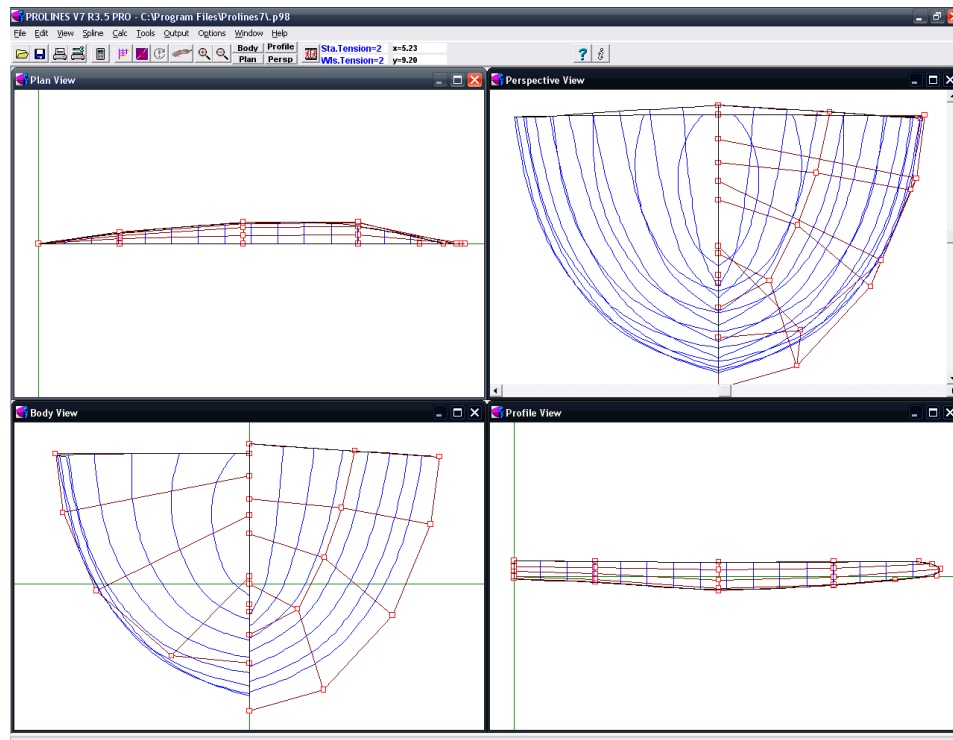 PROLINES V7 R3.5 PRO - C:\Program Files\Prolines7\.p98
File Edit View Spline Calc Tools Output Options Window Help
Body Profile Sta.Tension=2 x=5.23
Plan Persp Wls.Tension=2 y=9.20
Plan View
Perspective View
Body View
Profile View